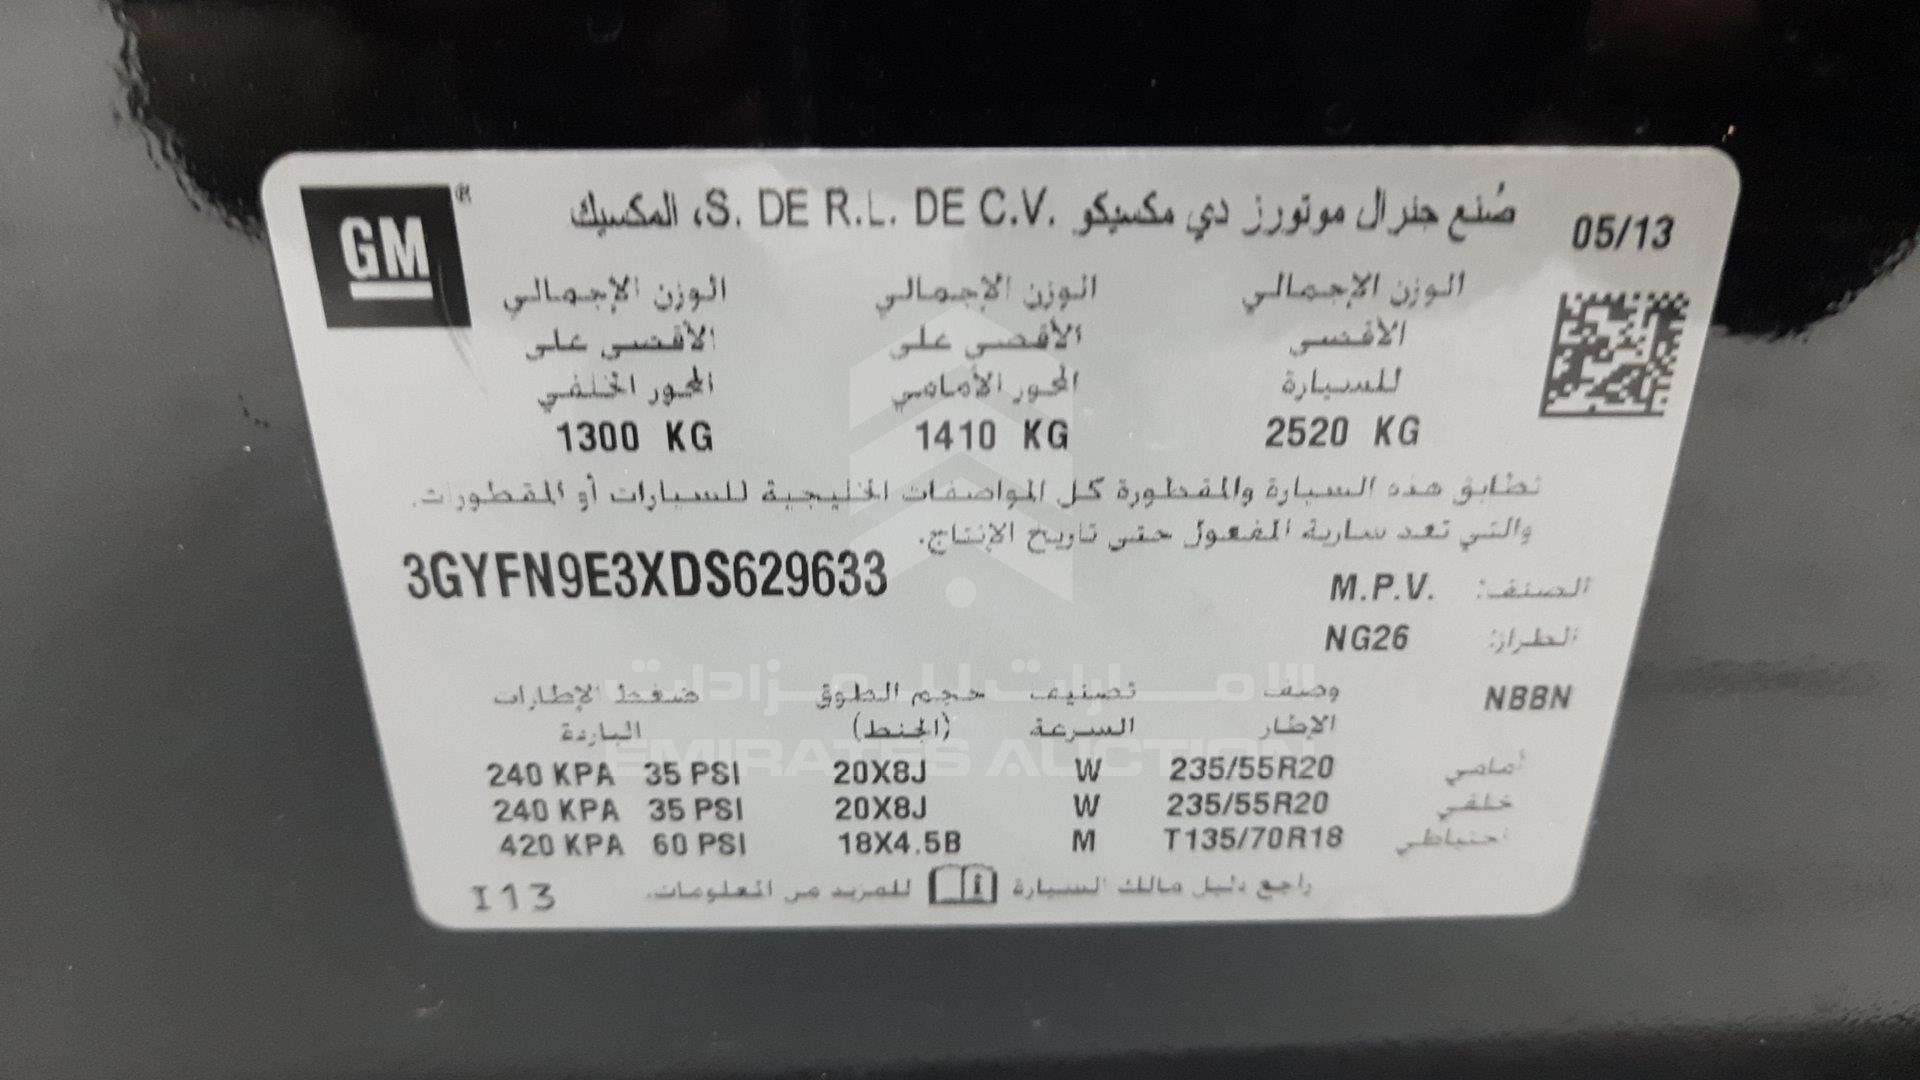 GM®
صُنع جنرال موتورز دي مكسيكو .S. DE R.L. DE C.V، المكسيك
05/13
الوزن الإجمالي الوزن الإجمالي الوزن الإجمالي
الأقصى الأقصى على الأقصى على
للسيارة المحور الأمامي المحور الخلفي
2520 KG 1410 KG 1300 KG
تطابق هذه السيارة والمقطورة كل المواصفات الخليجية للسيارات أو المقطورات.
والتي تعد سارية المفعول حتى تاريخ الإنتاج.
3GYFN9E3XDS629633
الصنف: M.P.V.
الطراز: NG26
الإمارات للمزادات
EMIRATES AUCTION
NBBN
وصف تصنيف حجم الطوق ضغط الإطارات
الإطار السرعة (الجنط) الباردة
أمامي 235/55R20 W 20X8J 240 KPA 35 PSI
خلفي 235/55R20 W 20X8J 240 KPA 35 PSI
احتياطي T135/70R18 M 18X4.5B 420 KPA 60 PSI
راجع دليل مالك السيارة للمزيد من المعلومات.
I13